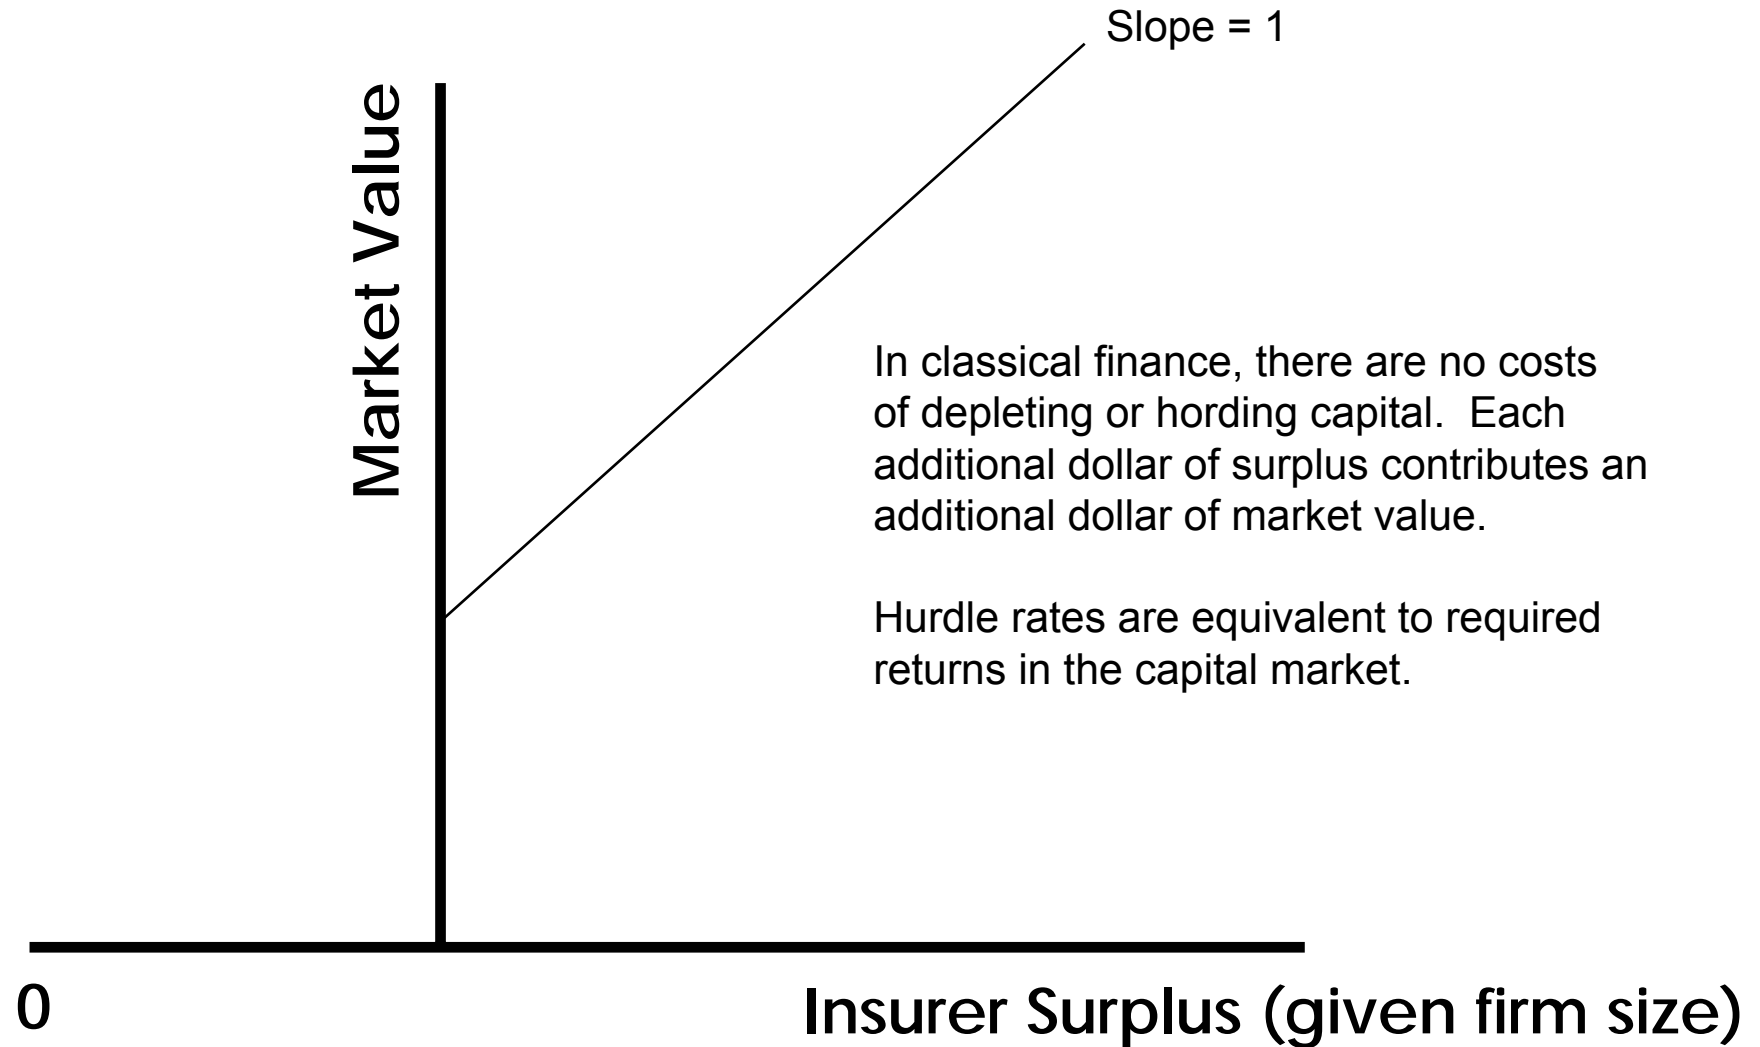 Slope = 1
Market Value
In classical finance, there are no costs
of depleting or hording capital.  Each
additional dollar of surplus contributes an
additional dollar of market value.
Hurdle rates are equivalent to required
returns in the capital market.
0
Insurer Surplus (given firm size)